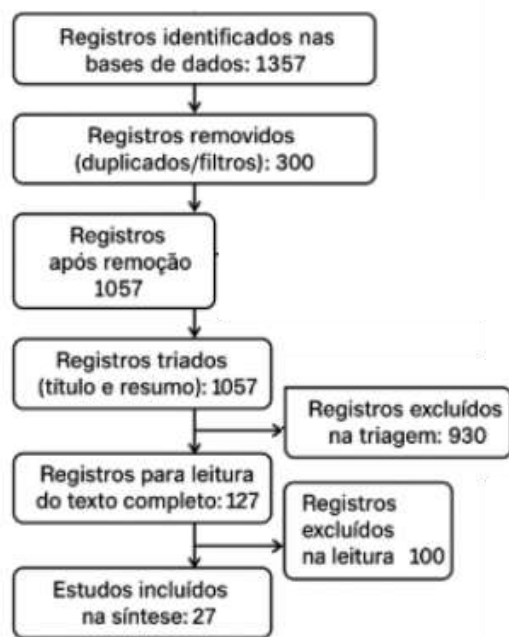 Registros identificados nas
bases de dados: 1357
Registros removidos
(duplicados/filtros): 300
Registros
após remoção
1057
Registros triados
(título e resumo): 1057
Registros excluídos
na triagem: 930
Registros para leitura
do texto completo: 127
Registros
excluídos
na leitura 100
Estudos incluídos
na síntese: 27